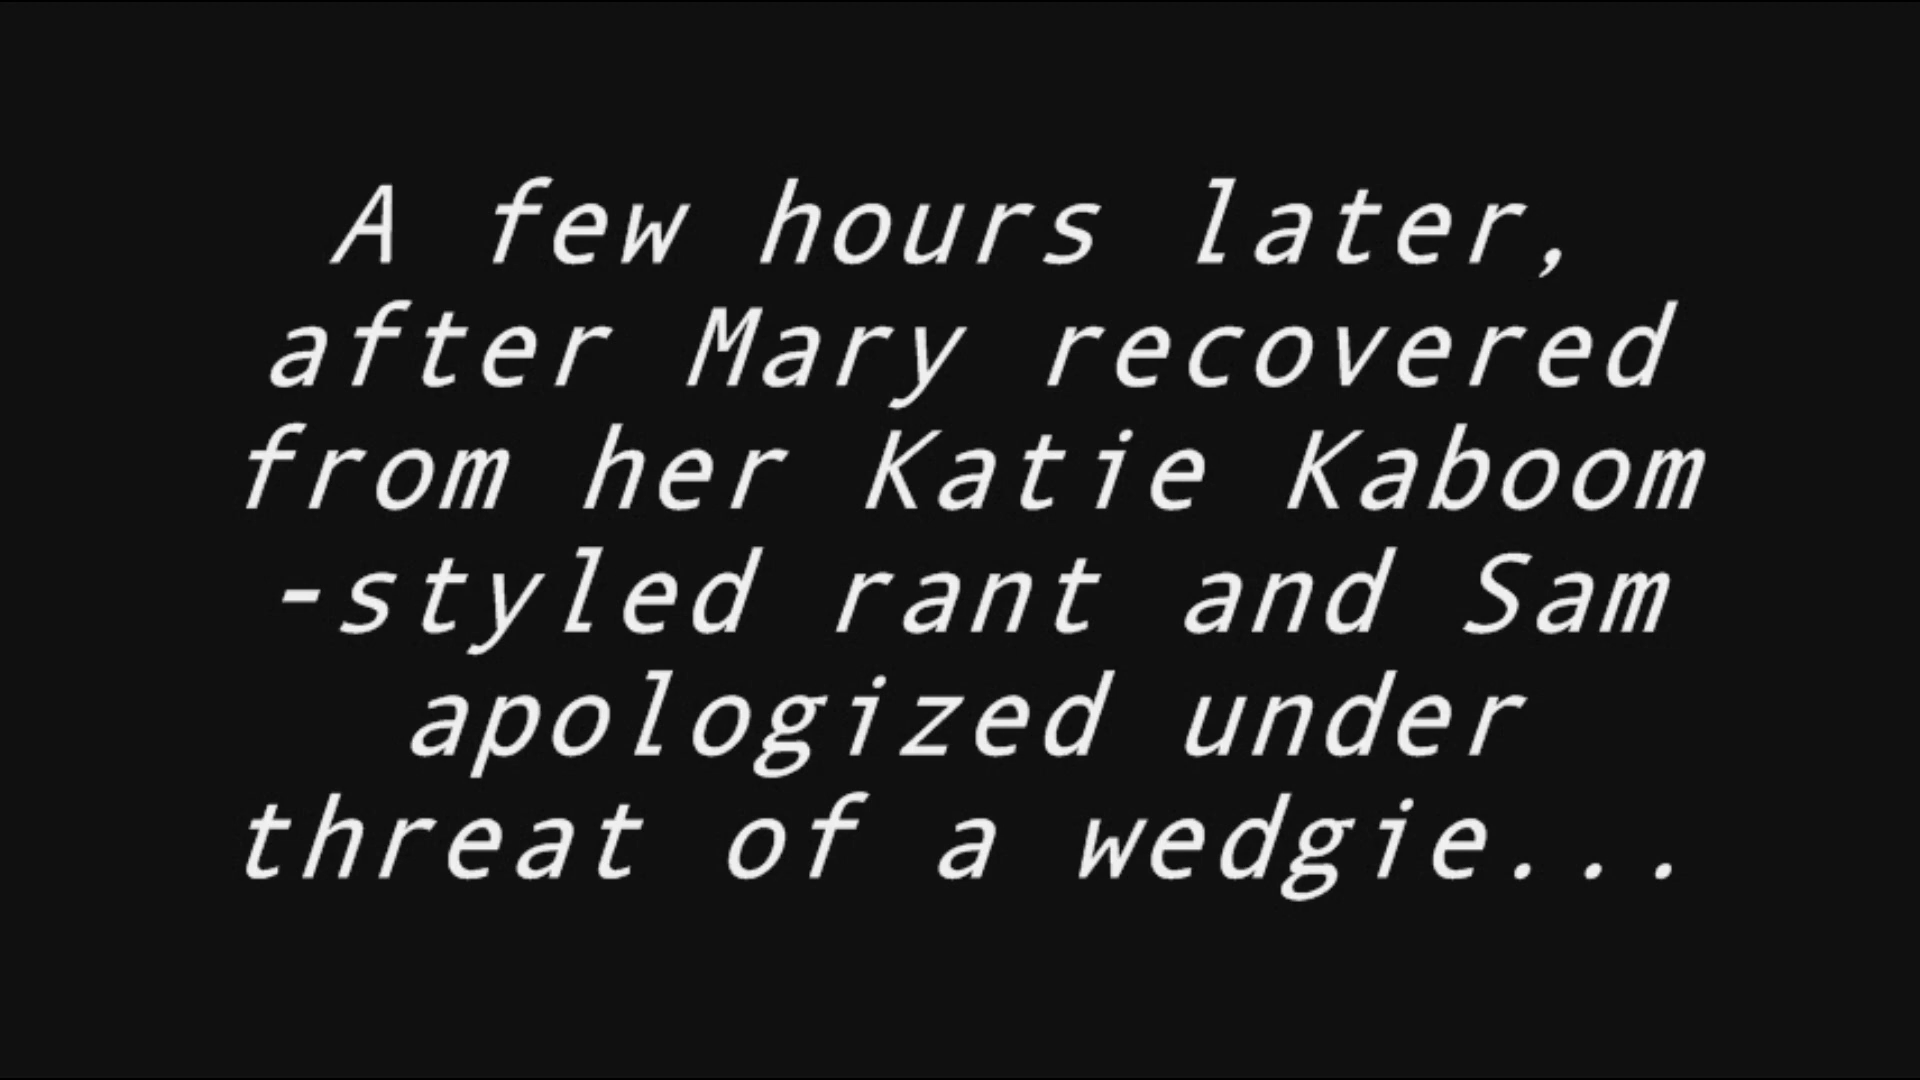 A few hours later,
after Mary recovered
from her Katie Kaboom
-styled rant and Sam
apologized under
threat of a wedgie...